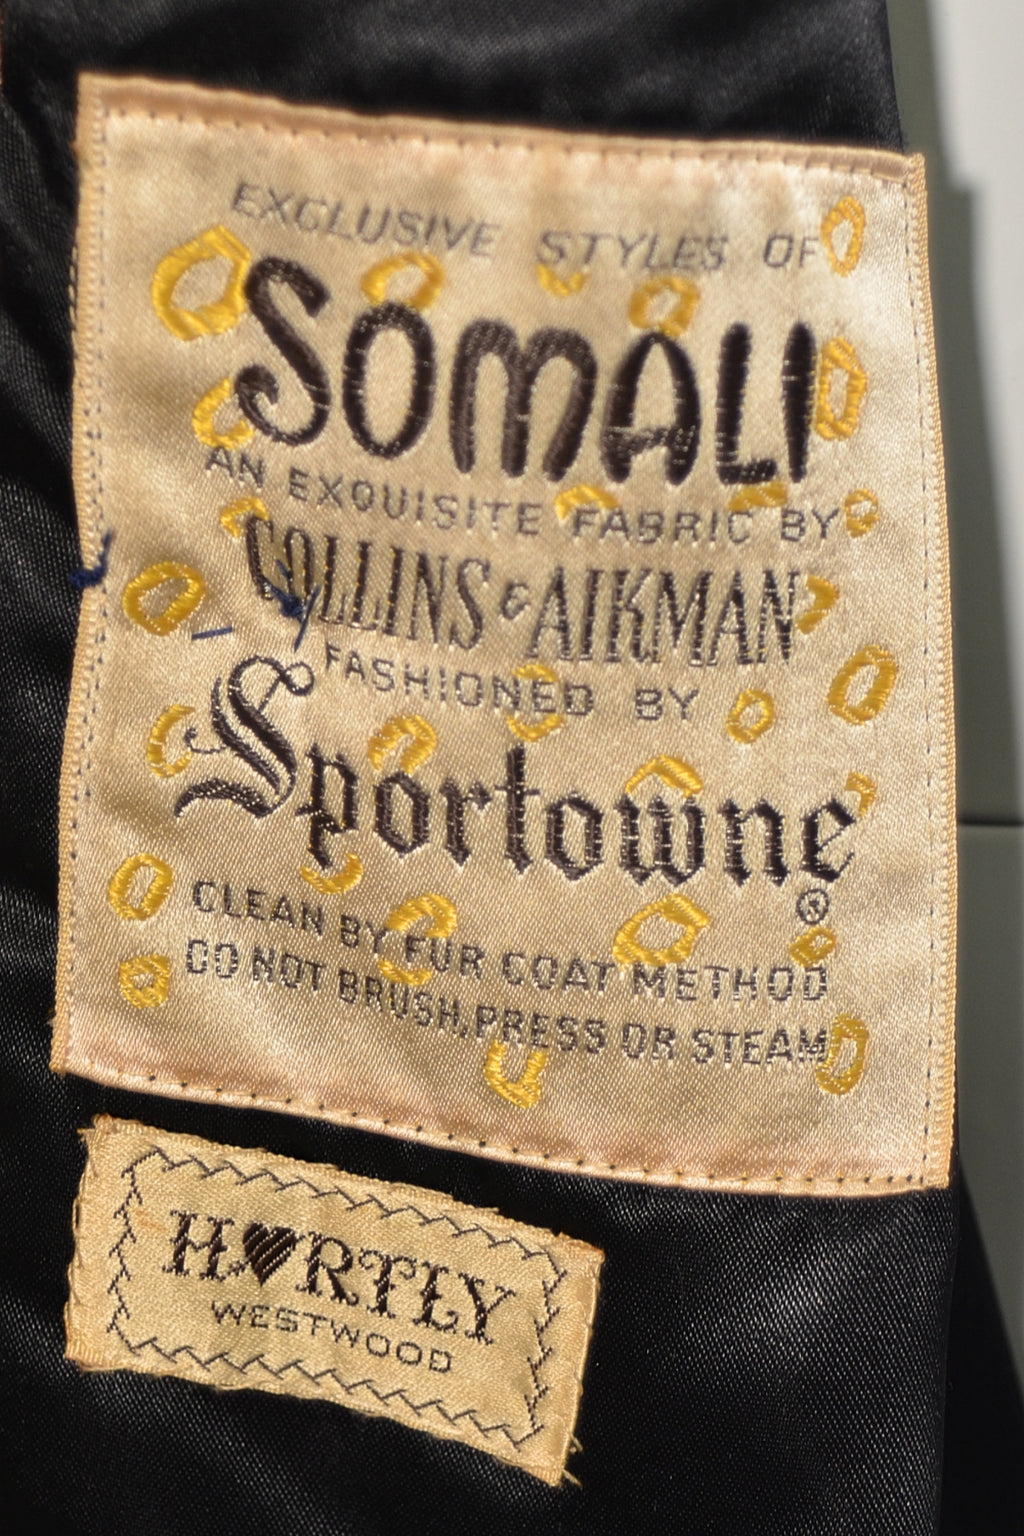 EXCLUSIVE STYLES OF
SOMALI
AN EXQUISITE FABRIC BY
COLLINS & AIKMAN
FASHIONED BY
Sportowne
®
CLEAN BY FUR COAT METHOD
DO NOT BRUSH, PRESS OR STEAM
H♥RTLY
WESTWOOD